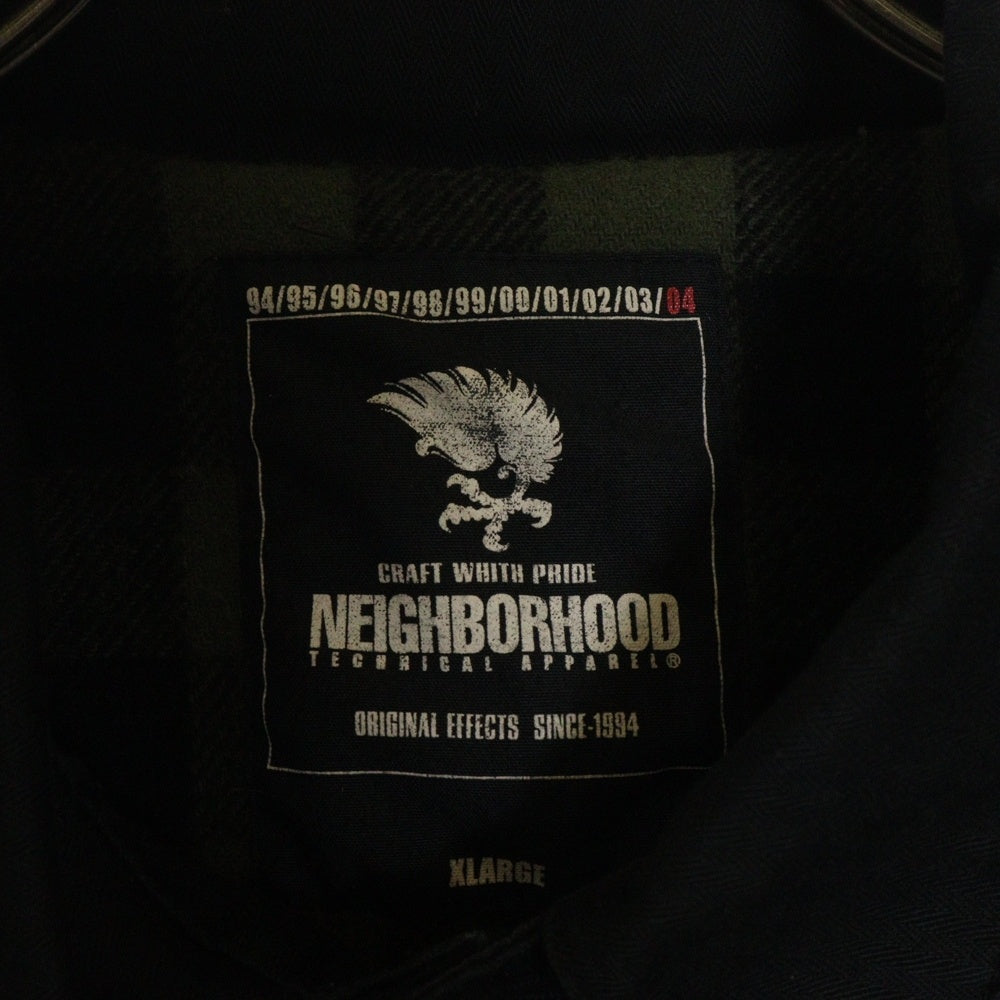 94/95/96/97/98/99/00/01/02/03/04
CRAFT WHITH PRIDE
NEIGHBORHOOD
TECHNICAL APPAREL®
ORIGINAL EFFECTS SINCE-1994
XLARGE